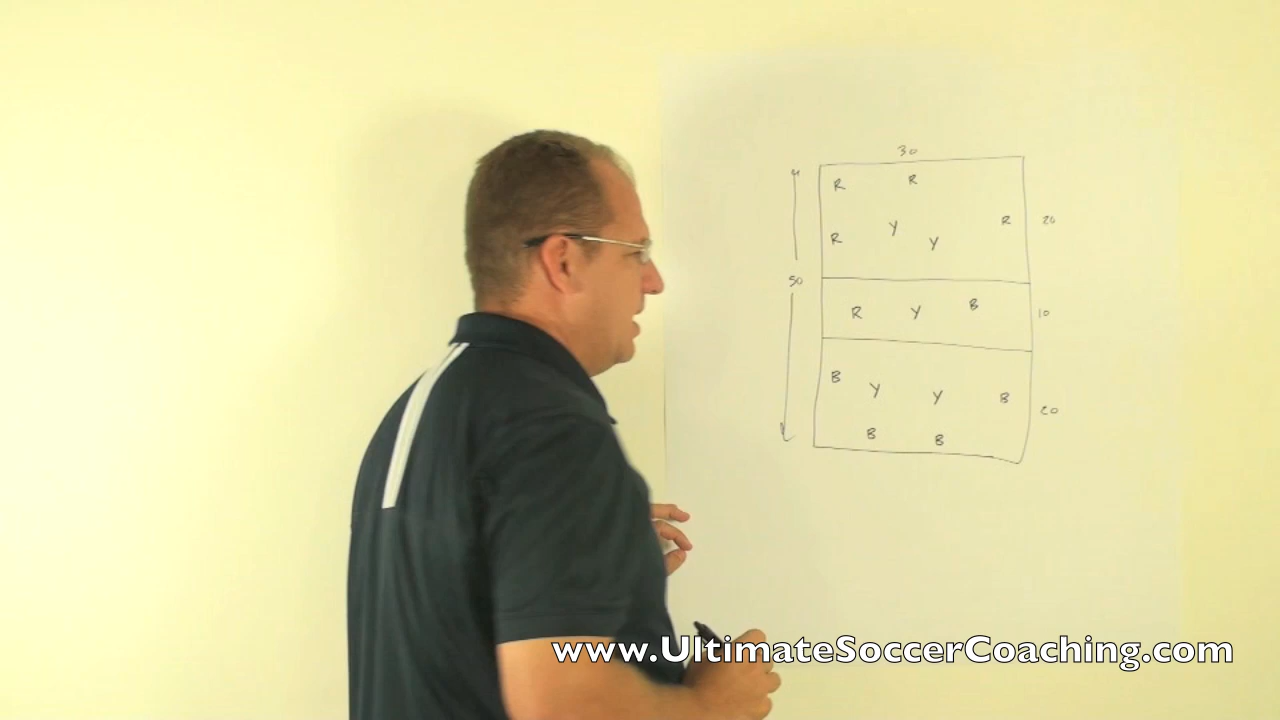 30
R R
R Y Y R 20
50
R Y B 10
B Y Y B 20
B B
www.UltimateSoccerCoaching.com